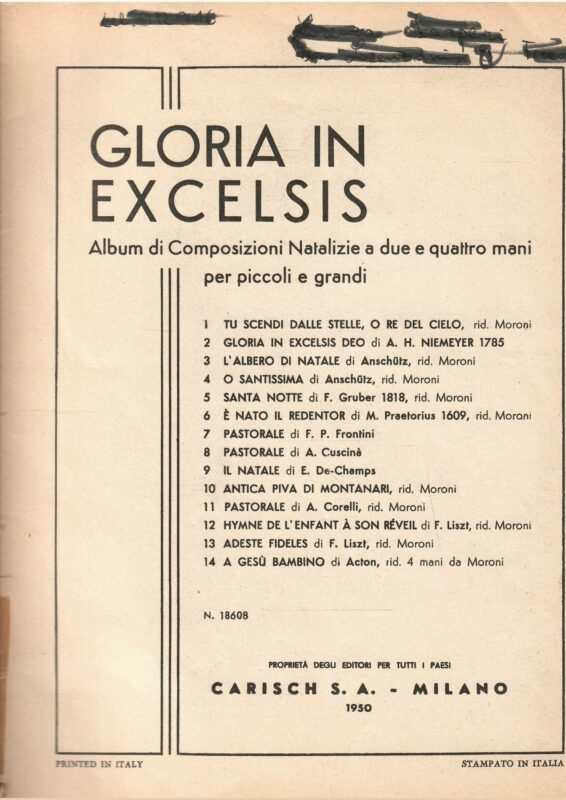 GLORIA IN
EXCELSIS
Album di Composizioni Natalizie a due e quattro mani
per piccoli e grandi
1 TU SCENDI DALLE STELLE, O RE DEL CIELO, rid. Moroni
2 GLORIA IN EXCELSIS DEO di A. H. NIEMEYER 1785
3 L'ALBERO DI NATALE di Anschütz, rid. Moroni
4 O SANTISSIMA di Anschütz, rid. Moroni
5 SANTA NOTTE di F. Gruber 1818, rid. Moroni
6 È NATO IL REDENTOR di M. Praetorius 1609, rid. Moroni
7 PASTORALE di F. P. Frontini
8 PASTORALE di A. Cuscinà
9 IL NATALE di E. De-Champs
10 ANTICA PIVA DI MONTANARI, rid. Moroni
11 PASTORALE di A. Corelli, rid. Moroni
12 HYMNE DE L'ENFANT À SON RÉVEIL di F. Liszt, rid. Moroni
13 ADESTE FIDELES di F. Liszt, rid. Moroni
14 A GESÙ BAMBINO di Acton, rid. 4 mani da Moroni
N. 18608
PROPRIETÀ DEGLI EDITORI PER TUTTI I PAESI
CARISCH S. A. - MILANO
1950
PRINTED IN ITALY
STAMPATO IN ITALIA